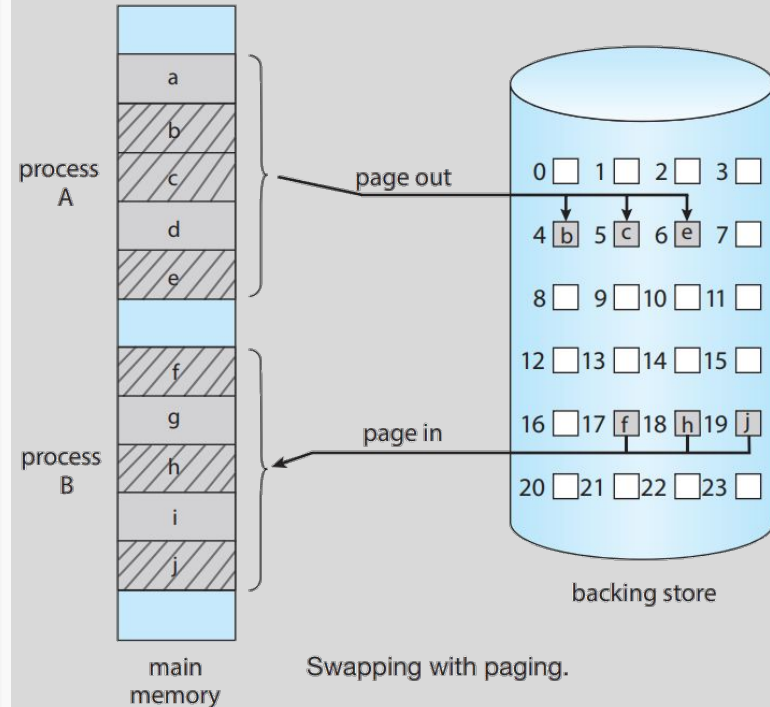 a
b
process
A
c
d
e
page out
0 1 2 3
4 b 5 c 6 e 7
8 9 10 11
12 13 14 15
f
g
process
B
h
i
j
page in
16 17 f 18 h 19 j
20 21 22 23
backing store
main
memory
Swapping with paging.